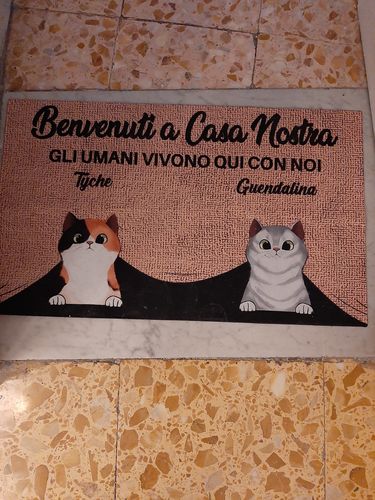 Benvenuti a Casa Nostra
GLI UMANI VIVONO QUI CON NOI
Tyche Guendalina